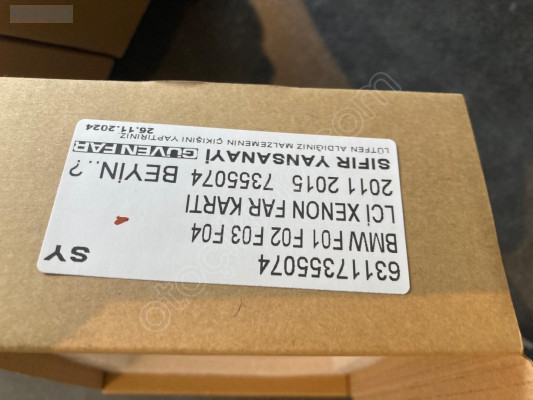 63117355074
BMW F01 F02 F03 F04
LCİ XENON FAR KARTI
2011 2015 7355074 BEYİN..?
SIFIR YANSANAYİ GÜVEN FAR
LÜTFEN ALDIĞINIZ MALZEMENİN ÇIKIŞINI YAPTIRINIZ
26.11.2024
SY